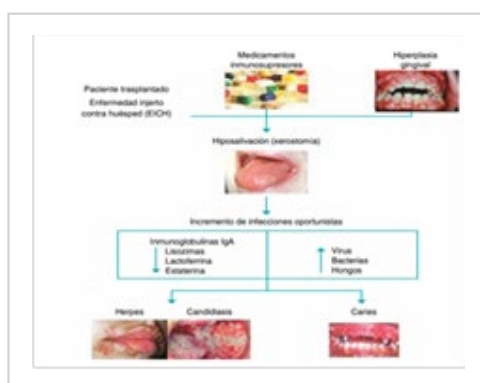 Medicamentos
inmunosupresores
Hiperplasia
gingival
Paciente trasplantado
Enfermedad injerto
contra huésped (EICH)
Hiposalivación (xerostomía)
Incremento de infecciones oportunistas
Inmunoglobulinas IgA
Lisozimas
Lactoferrina
Estaterina
Virus
Bacterias
Hongos
Herpes
Candidiasis
Caries